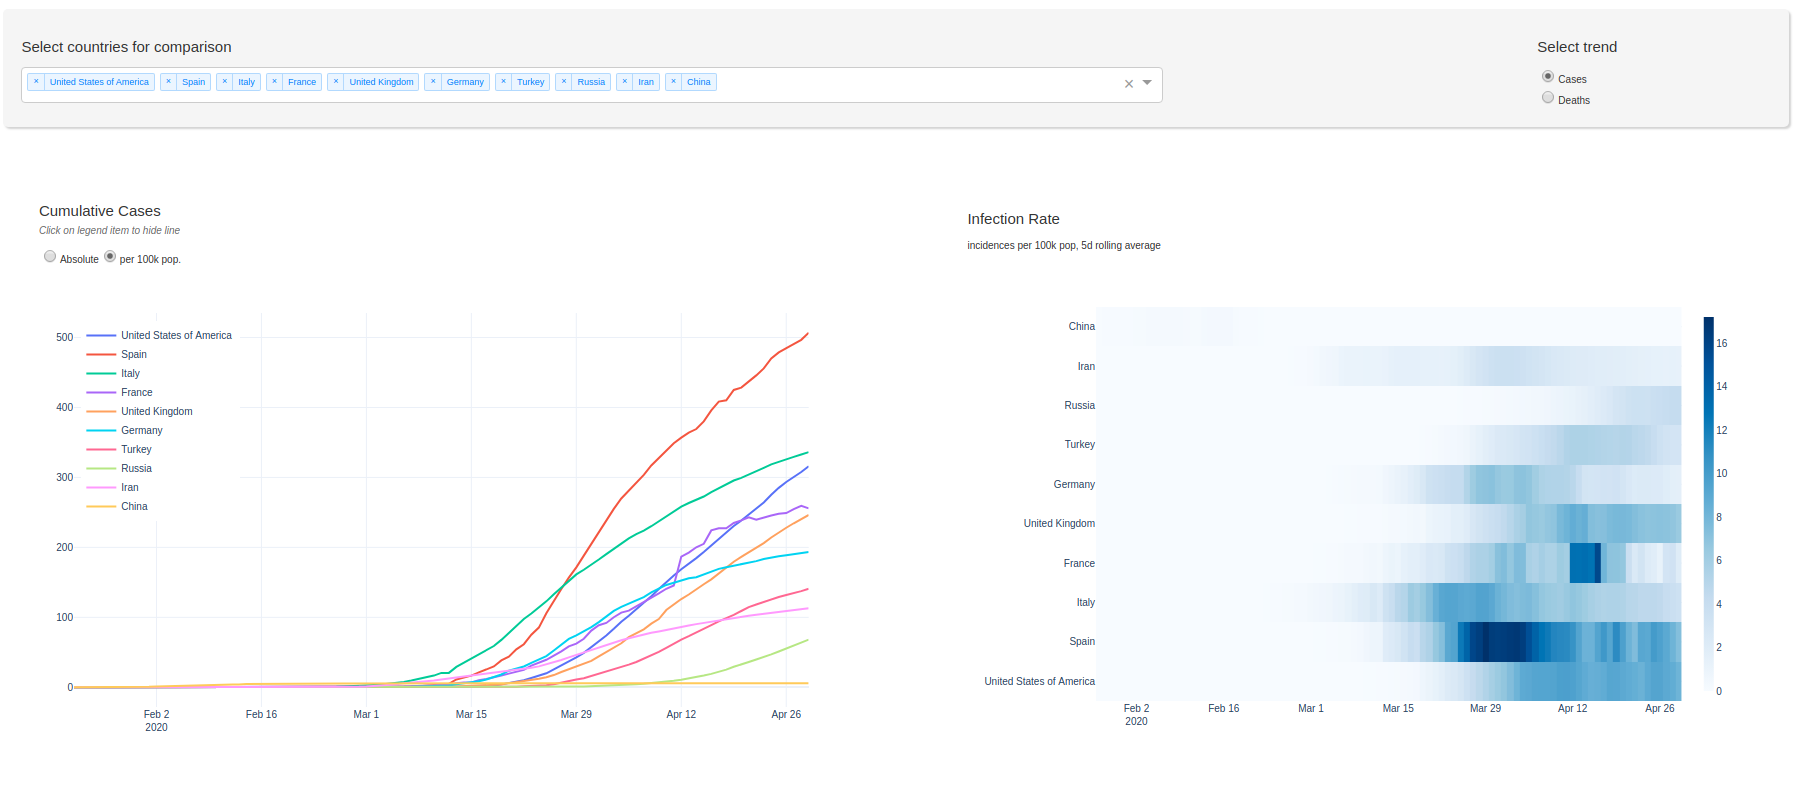 Select countries for comparison
Select trend
× United States of America × Spain × Italy × France × United Kingdom × Germany × Turkey × Russia × Iran × China ×
Cases
Deaths
Cumulative Cases
Click on legend item to hide line
Absolute per 100k pop.
Infection Rate
incidences per 100k pop, 5d rolling average
500
400
300
200
100
0
United States of America
Spain
Italy
France
United Kingdom
Germany
Turkey
Russia
Iran
China
Feb 2 Feb 16 Mar 1 Mar 15 Mar 29 Apr 12 Apr 26
2020
China
Iran
Russia
Turkey
Germany
United Kingdom
France
Italy
Spain
United States of America
Feb 2 Feb 16 Mar 1 Mar 15 Mar 29 Apr 12 Apr 26
2020
16
14
12
10
8
6
4
2
0